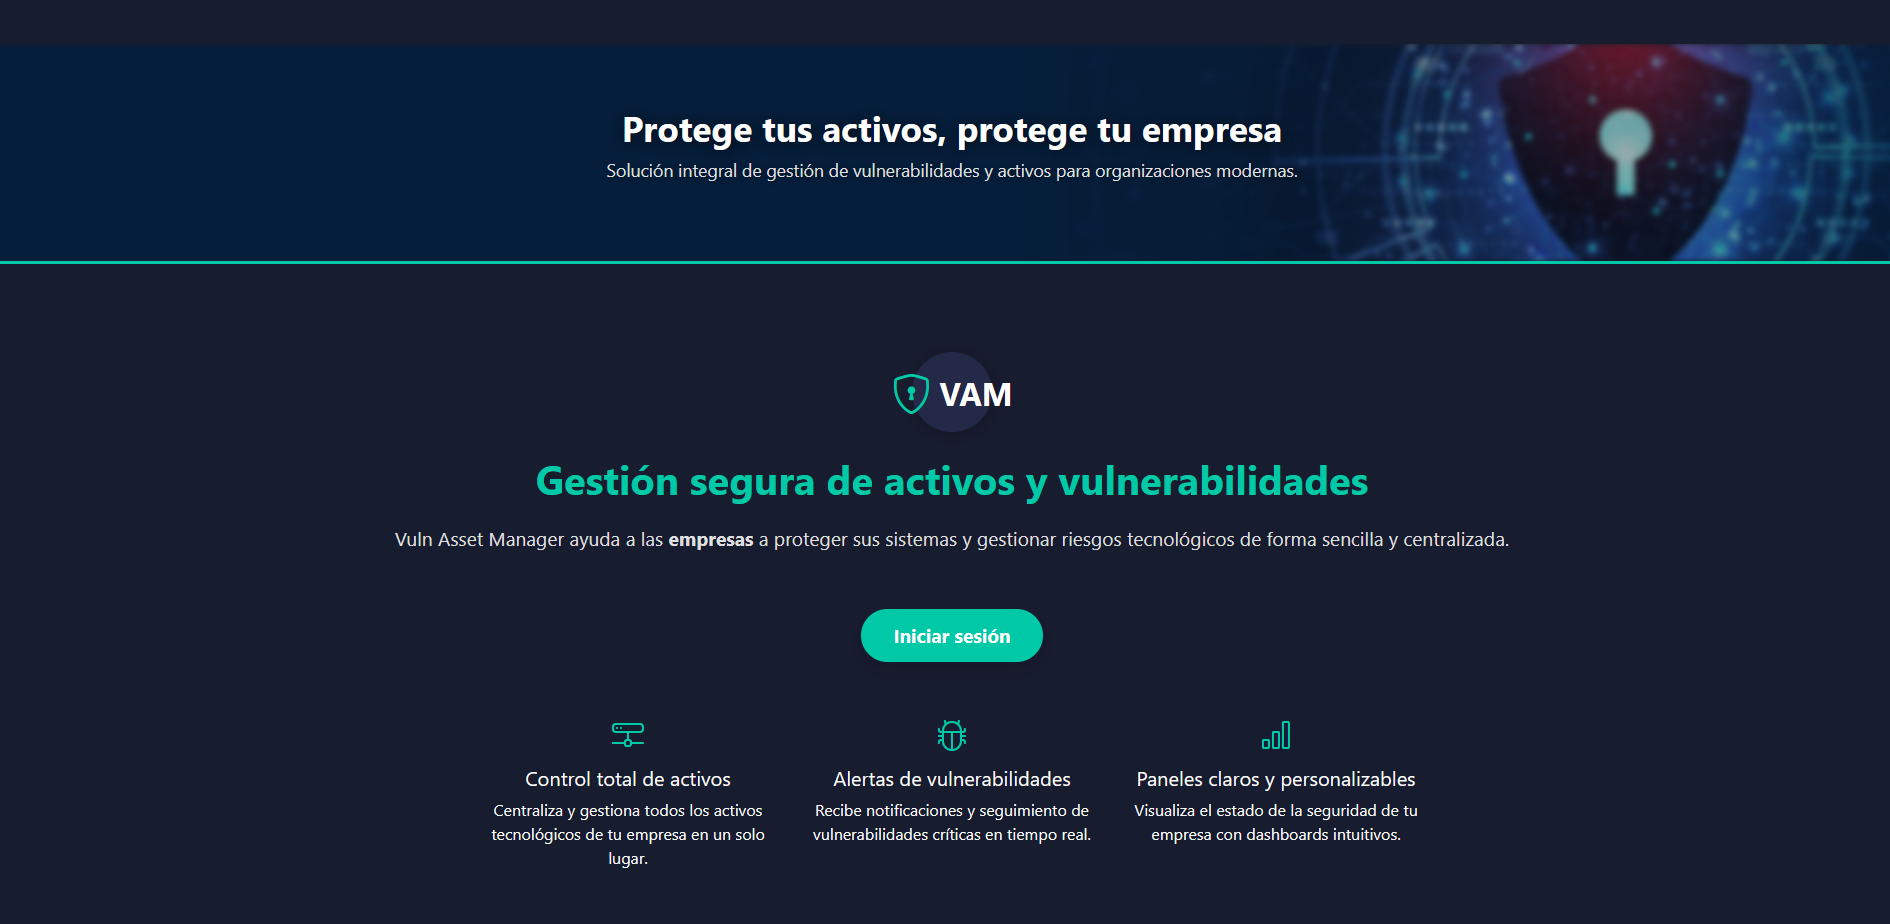 Protege tus activos, protege tu empresa
Solución integral de gestión de vulnerabilidades y activos para organizaciones modernas.
VAM
Gestión segura de activos y vulnerabilidades
Vuln Asset Manager ayuda a las empresas a proteger sus sistemas y gestionar riesgos tecnológicos de forma sencilla y centralizada.
Iniciar sesión
Control total de activos
Centraliza y gestiona todos los activos
tecnológicos de tu empresa en un solo
lugar.
Alertas de vulnerabilidades
Recibe notificaciones y seguimiento de
vulnerabilidades críticas en tiempo real.
Paneles claros y personalizables
Visualiza el estado de la seguridad de tu
empresa con dashboards intuitivos.